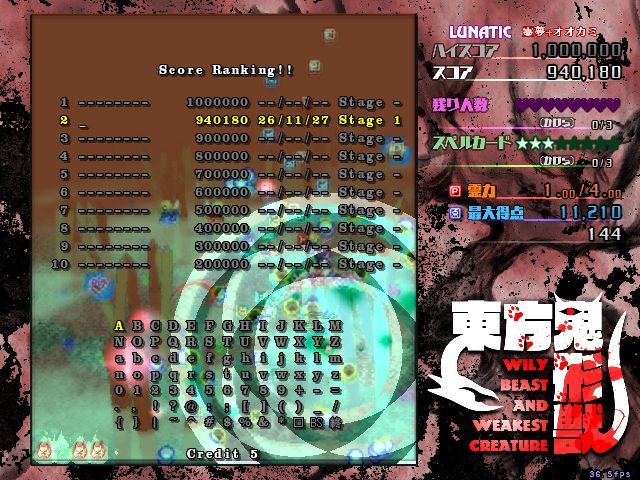 Score Ranking!!
1 -------- 1000000 --/--/-- Stage -
2 _ 940180 26/11/27 Stage 1
3 -------- 900000 --/--/-- Stage -
4 -------- 800000 --/--/-- Stage -
5 -------- 700000 --/--/-- Stage -
6 -------- 600000 --/--/-- Stage -
7 -------- 500000 --/--/-- Stage -
8 -------- 400000 --/--/-- Stage -
9 -------- 300000 --/--/-- Stage -
10 -------- 200000 --/--/-- Stage -
A B C D E F G H I J K L M
N O P Q R S T U V W X Y Z
a b c d e f g h i j k l m
n o p q r s t u v w x y z
0 1 2 3 4 5 6 7 8 9 + - =
. , ! ? @ : ; [ ] ( ) _ /
{ } | ~ ^ # $ % & * □ BS 終
Credit 5
LUNATIC 霊夢+オオカミ
ハイスコア 1,000,000
スコア 940,180
残り人数
(かけら) 0/3
スペルカード ★★★
(かけら) 0/3
P 霊力 1.00/4.00
最大得点 11,210
144
東方鬼形獣
WILY
BEAST
AND
WEAKEST
CREATURE
36.5fps